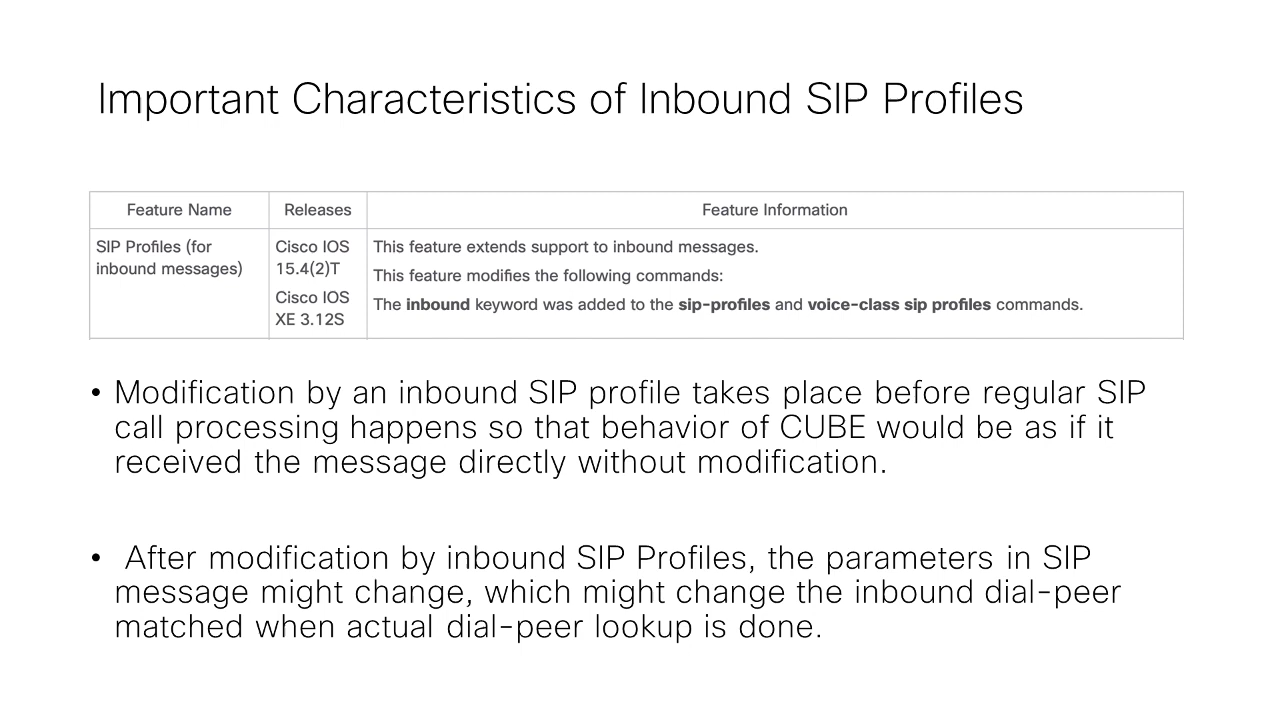 Important Characteristics of Inbound SIP Profiles
Feature Name
Releases
Feature Information
SIP Profiles (for
inbound messages)
Cisco IOS
15.4(2)T
Cisco IOS
XE 3.12S
This feature extends support to inbound messages.
This feature modifies the following commands:
The inbound keyword was added to the sip-profiles and voice-class sip profiles commands.
• Modification by an inbound SIP profile takes place before regular SIP
call processing happens so that behavior of CUBE would be as if it
received the message directly without modification.
• After modification by inbound SIP Profiles, the parameters in SIP
message might change, which might change the inbound dial-peer
matched when actual dial-peer lookup is done.